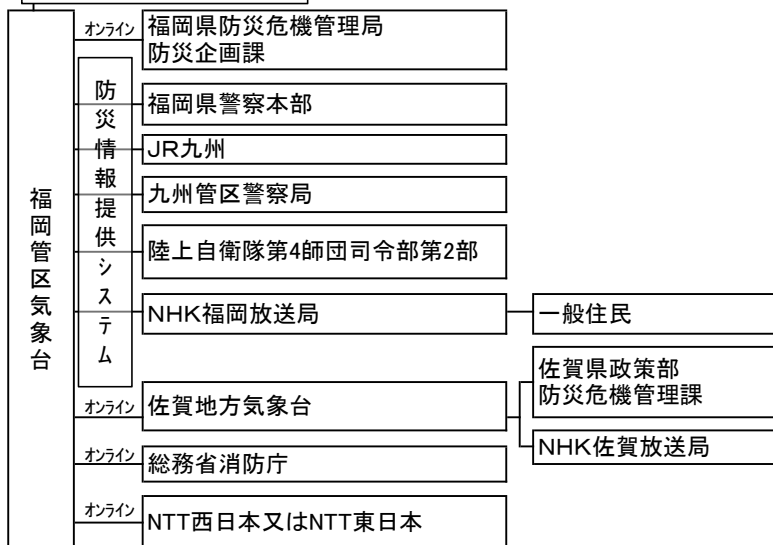 福岡管区気象台
オンライン
福岡県防災危機管理局
防災企画課
防災情報提供システム
福岡県警察本部
JR九州
九州管区警察局
陸上自衛隊第4師団司令部第2部
NHK福岡放送局
一般住民
オンライン
佐賀地方気象台
佐賀県政策部
防災危機管理課
NHK佐賀放送局
オンライン
総務省消防庁
オンライン
NTT西日本又はNTT東日本